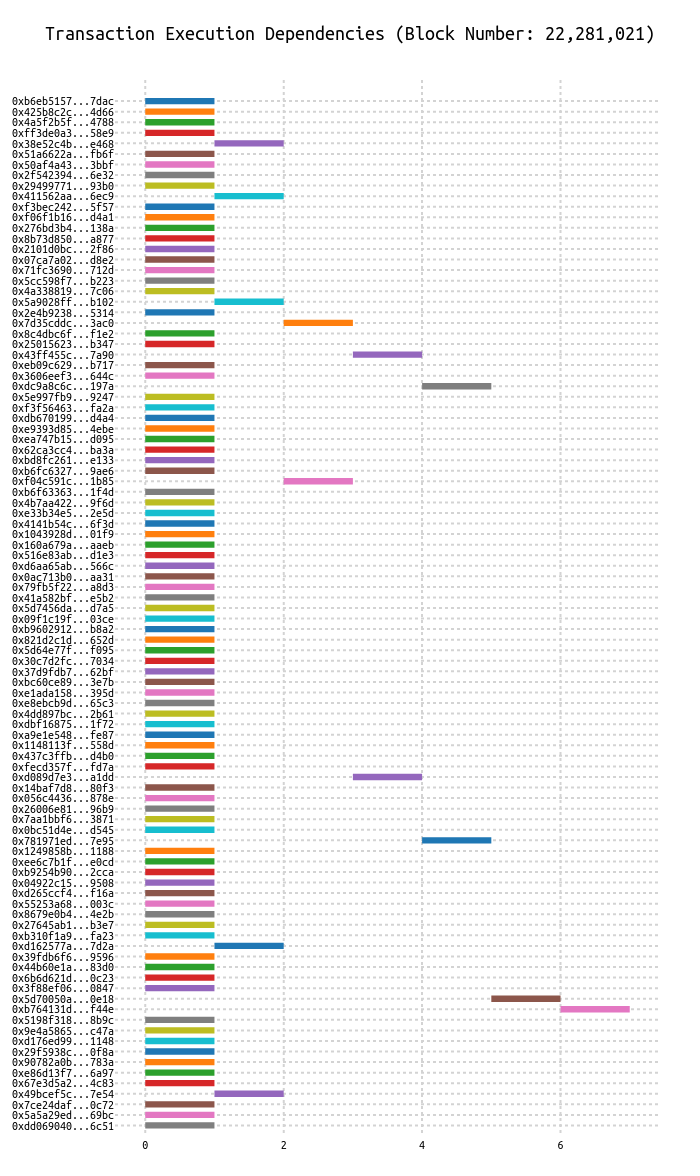 Transaction Execution Dependencies (Block Number: 22,281,021)
0xb6eb5157...7dac
0x425b8c2c...4d66
0x4a5f2b5f...4788
0xff3de0a3...58e9
0x38e52c4b...e468
0x51a6622a...fb6f
0x50af4a43...3bbf
0x2f542394...6e32
0x29499771...93b0
0x411562aa...6ec9
0xf3bec242...5f57
0xf06f1b16...d4a1
0x276bd3b4...138a
0x8b73d850...a877
0x2101d0bc...2f86
0x07ca7a02...d8e2
0x71fc3690...712d
0x5cc598f7...b223
0x4a338819...7c06
0x5a9028ff...b102
0x2e4b9238...5314
0x7d35cddc...3ac0
0x8c4dbc6f...f1e2
0x25015623...b347
0x43ff455c...7a90
0xeb09c629...b717
0x3606eef3...644c
0xdc9a8c6c...197a
0x5e997fb9...9247
0xf3f56463...fa2a
0xdb670199...d4a4
0xe9393d85...4ebe
0xea747b15...d095
0x62ca3cc4...ba3a
0xbd8fc261...e133
0xb6fc6327...9ae6
0xf04c591c...1b85
0xb6f63363...1f4d
0x4b7aa422...9f6d
0xe33b34e5...2e5d
0x4141b54c...6f3d
0x1043928d...01f9
0x160a679a...aaeb
0x516e83ab...d1e3
0xd6aa65ab...566c
0x0ac713b0...aa31
0x79fb5f22...a8d3
0x41a582bf...e5b2
0x5d7456da...d7a5
0x09f1c19f...03ce
0xb9602912...b8a2
0x821d2c1d...652d
0x5d64e77f...f095
0x30c7d2fc...7034
0x37d9fdb7...62bf
0xbc60ce89...3e7b
0xe1ada158...395d
0xe8ebcb9d...65c3
0x4dd897bc...2b61
0xdbf16875...1f72
0xa9e1e548...fe87
0x1148113f...558d
0x437c3ffb...d4b0
0xfecd357f...fd7a
0xd089d7e3...a1dd
0x14baf7d8...80f3
0x056c4436...878e
0x26006e81...96b9
0x7aa1bbf6...3871
0x0bc51d4e...d545
0x781971ed...7e95
0x1249858b...1188
0xee6c7b1f...e0cd
0xb9254b90...2cca
0x04922c15...9508
0xd265ccf4...f16a
0x55253a68...003c
0x8679e0b4...4e2b
0x27645ab1...b3e7
0xb310f1a9...fa23
0xd162577a...7d2a
0x39fdb6f6...9596
0x44b60e1a...83d0
0x6b6d621d...0c23
0x3f88ef06...0847
0x5d70050a...0e18
0xb764131d...f44e
0x5198f318...8b9c
0x9e4a5865...c47a
0xd176ed99...1148
0x29f5938c...0f8a
0x90782a0b...783a
0xe86d13f7...6a97
0x67e3d5a2...4c83
0x49bcef5c...7e54
0x7ce24daf...0c72
0x5a5a29ed...69bc
0xdd069040...6c51
0 2 4 6